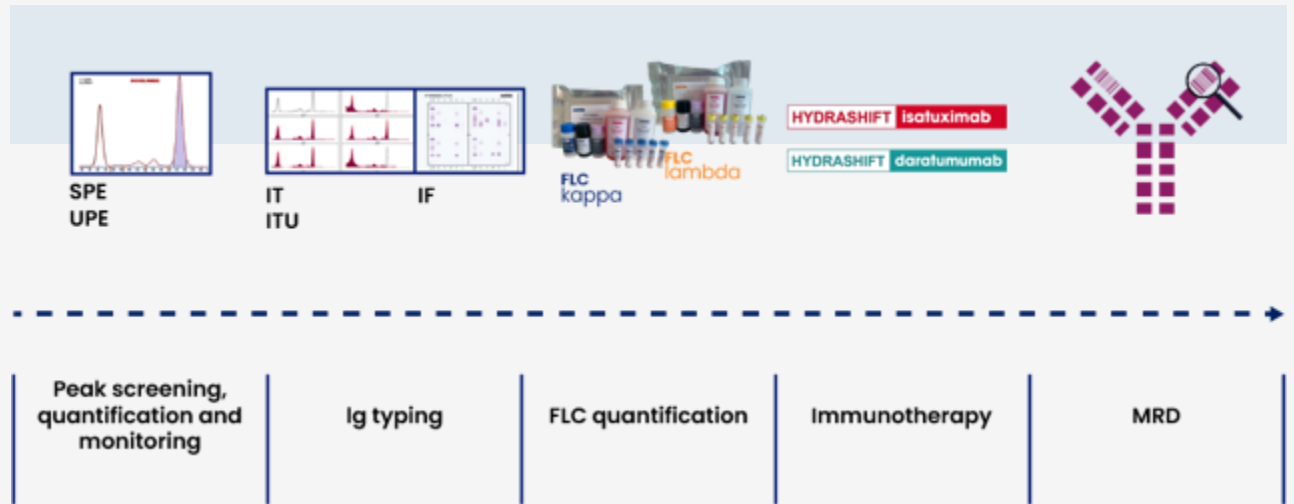 SPE
UPE
IT
ITU
IF
FLC
kappa
FLC
lambda
HYDRASHIFT isatuximab
HYDRASHIFT daratumumab
Peak screening,
quantification and
monitoring
Ig typing
FLC quantification
Immunotherapy
MRD